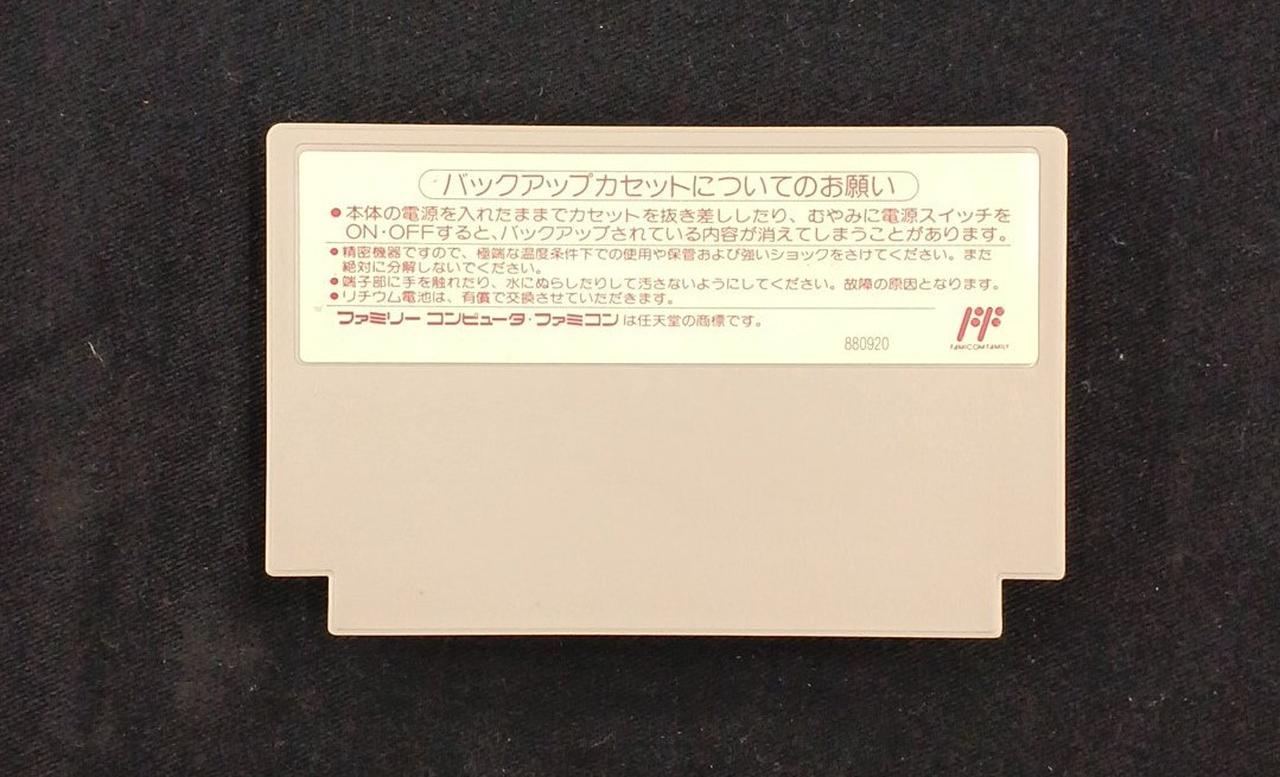 バックアップカセットについてのお願い
●本体の電源を入れたままでカセットを抜き差ししたり、むやみに電源スイッチを
ON・OFFすると、バックアップされている内容が消えてしまうことがあります。
●精密機器ですので、極端な温度条件下での使用や保管および強いショックをさけてください。また
絶対に分解しないでください。
●端子部に手を触れたり、水にぬらしたりして汚さないようにしてください。故障の原因となります。
●リチウム電池は、有償で交換させていただきます。
ファミリーコンピュータ・ファミコンは任天堂の商標です。
880920
FAMICOM FAMILY